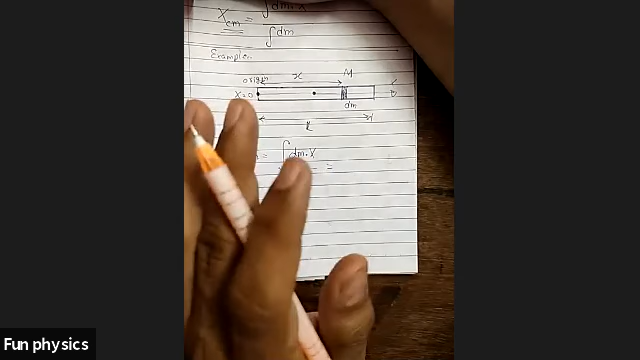 Xcm = ∫dm·x
∫dm
Example:
origin x M
x=0
dm
= ∫dm·x =
Fun physics